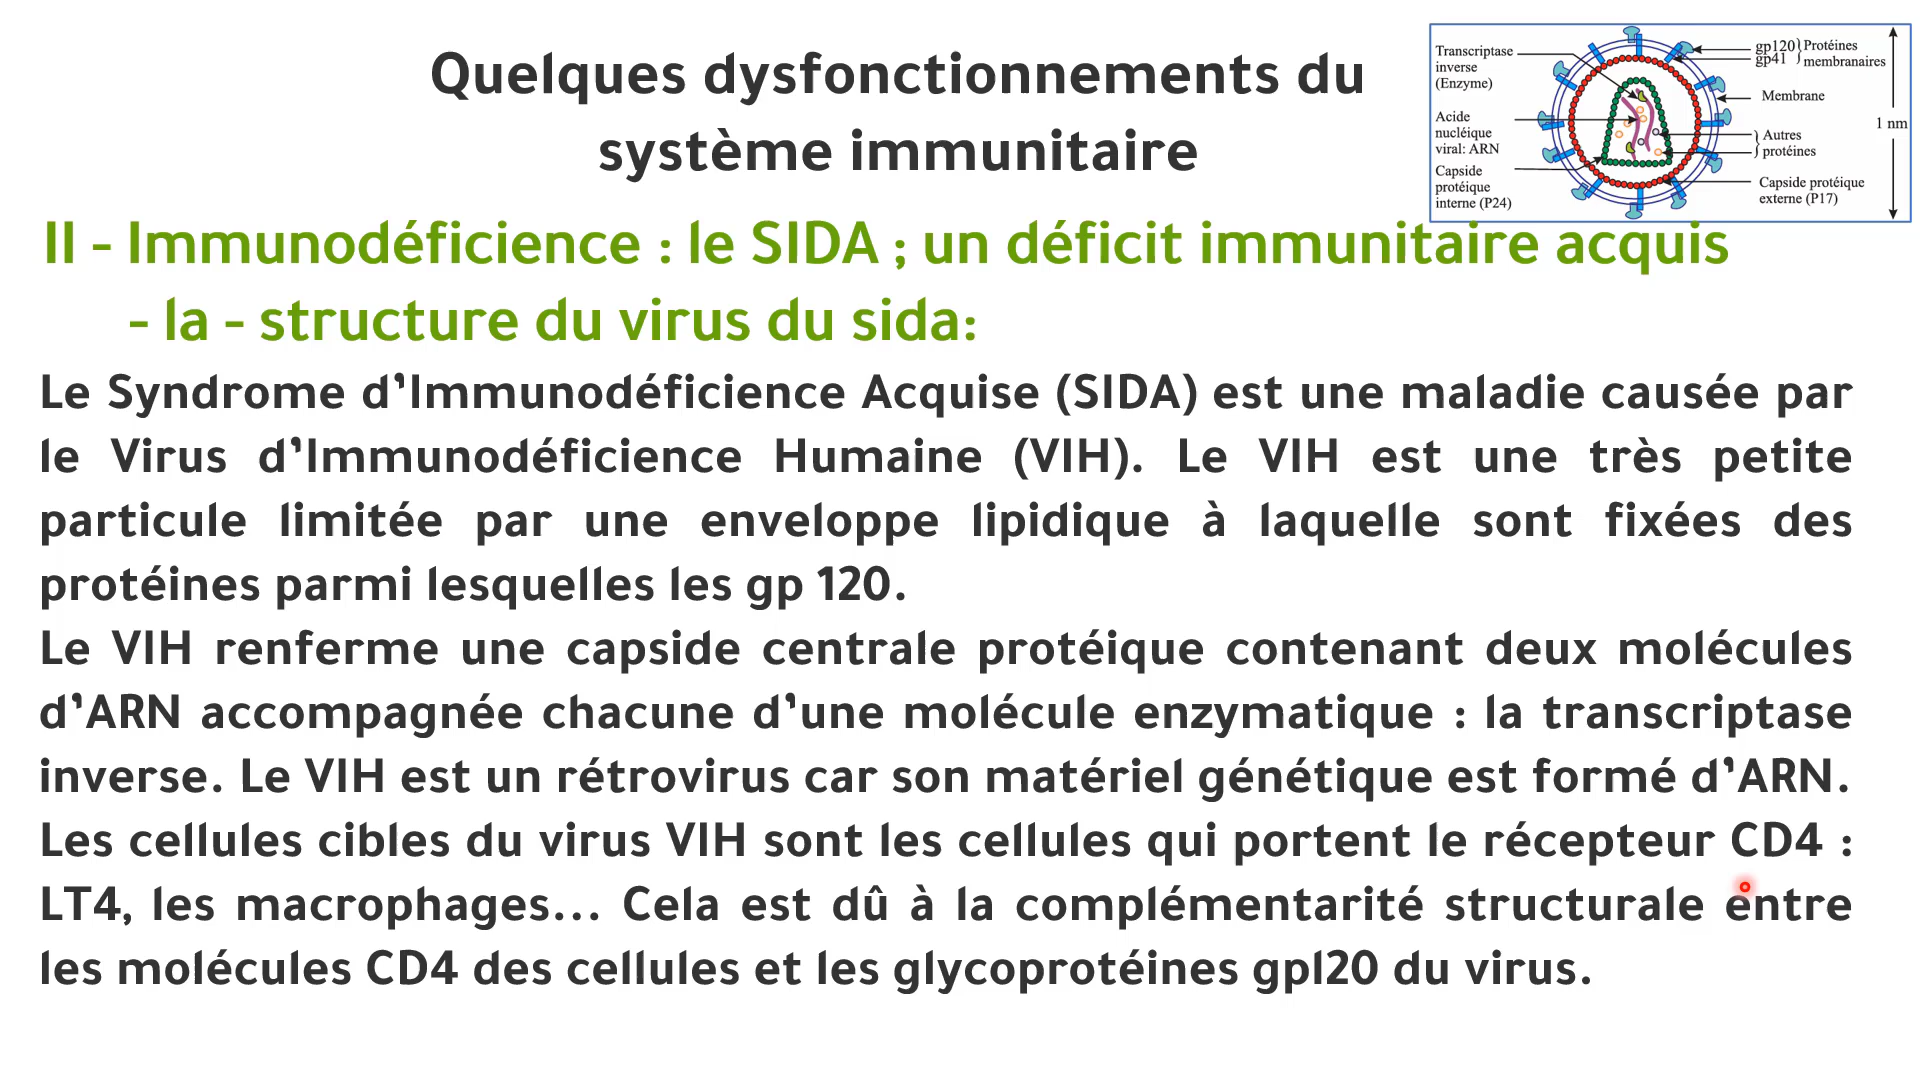 Quelques dysfonctionnements du
système immunitaire
Transcriptase
inverse
(Enzyme)
Acide
nucléique
viral: ARN
Capside
protéique
interne (P24)
gp120 } Protéines
gp41 } membranaires
Membrane
1 nm
Autres
protéines
Capside protéique
externe (P17)
II - Immunodéficience : le SIDA ; un déficit immunitaire acquis
- la - structure du virus du sida:
Le Syndrome d'Immunodéficience Acquise (SIDA) est une maladie causée par
le Virus d'Immunodéficience Humaine (VIH). Le VIH est une très petite
particule limitée par une enveloppe lipidique à laquelle sont fixées des
protéines parmi lesquelles les gp 120.
Le VIH renferme une capside centrale protéique contenant deux molécules
d'ARN accompagnée chacune d'une molécule enzymatique : la transcriptase
inverse. Le VIH est un rétrovirus car son matériel génétique est formé d'ARN.
Les cellules cibles du virus VIH sont les cellules qui portent le récepteur CD4 :
LT4, les macrophages... Cela est dû à la complémentarité structurale entre
les molécules CD4 des cellules et les glycoprotéines gpl20 du virus.